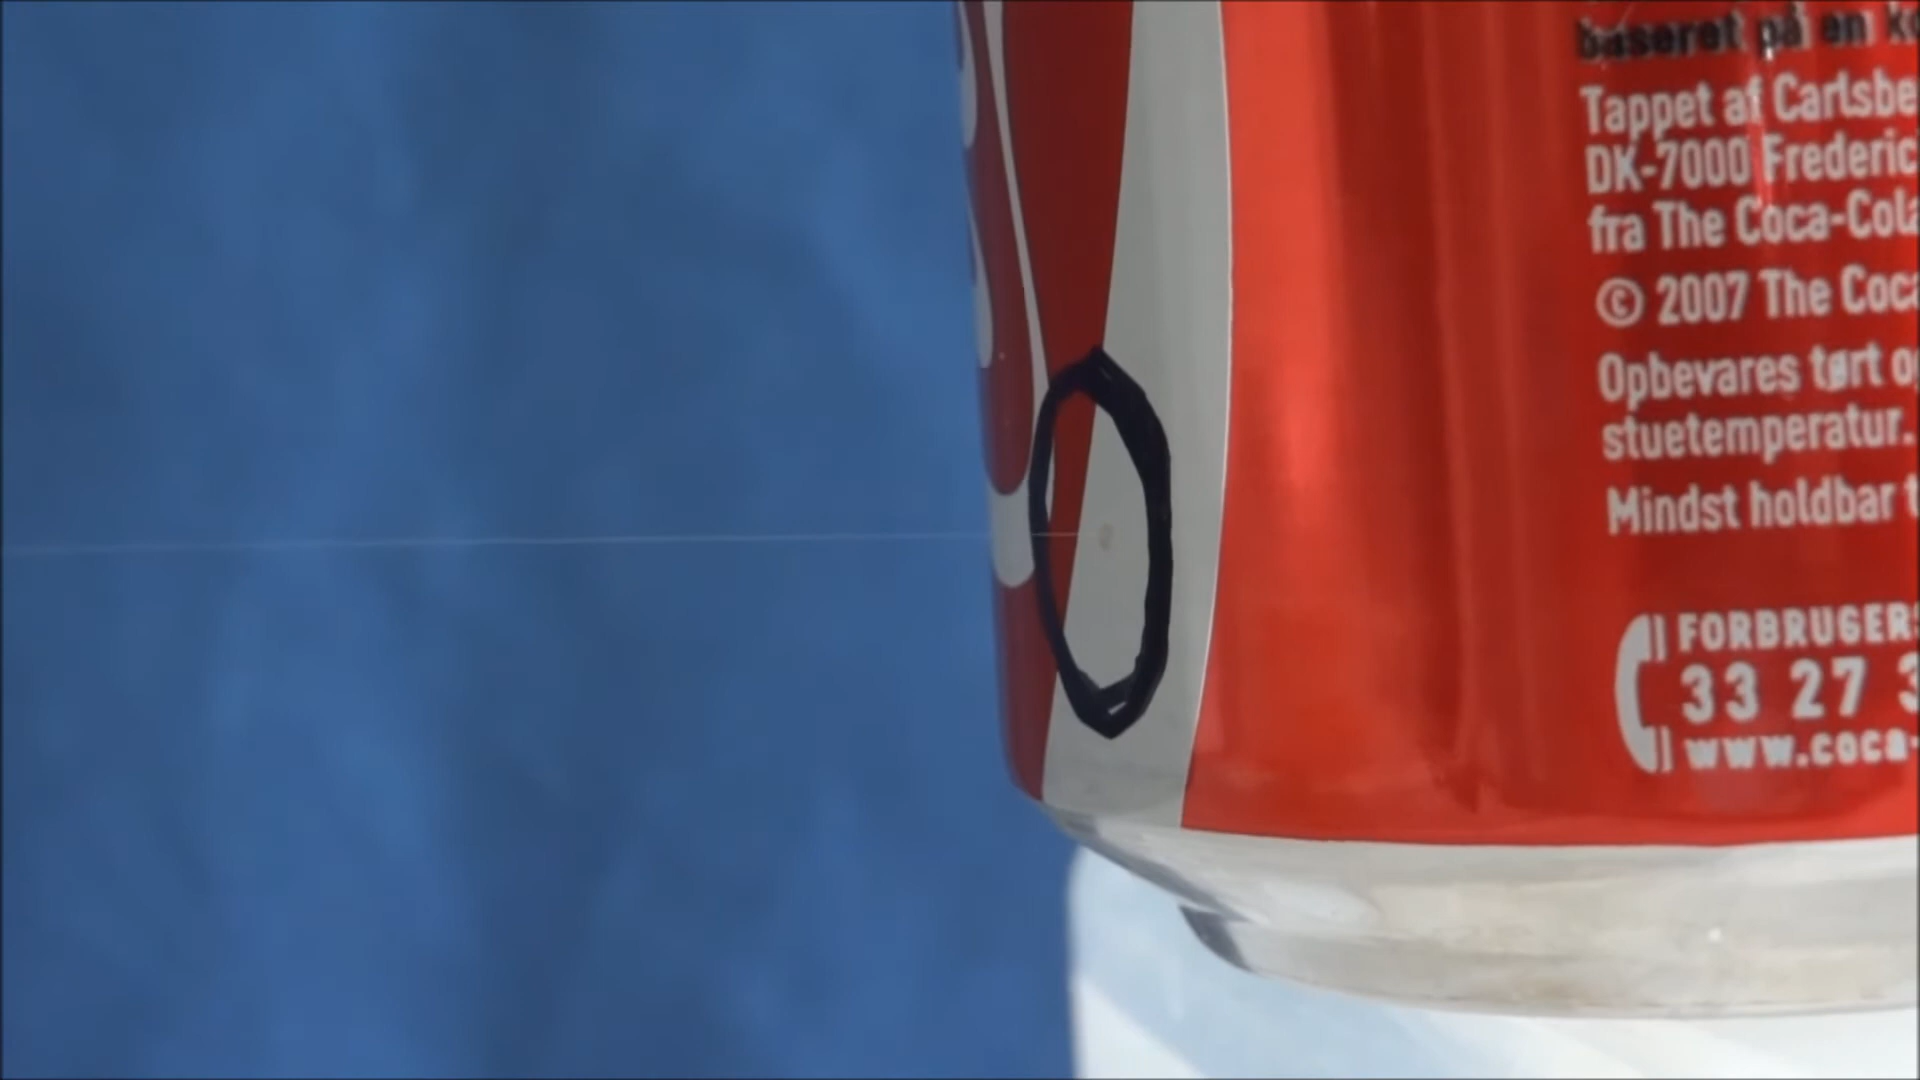 baseret på en
Tappet af Carlsbe
DK-7000 Frederic
fra The Coca-Cola
© 2007 The Coca
Opbevares tørt og
stuetemperatur.
Mindst holdbar t
FORBRUGERS
33 27 3
www.coca-